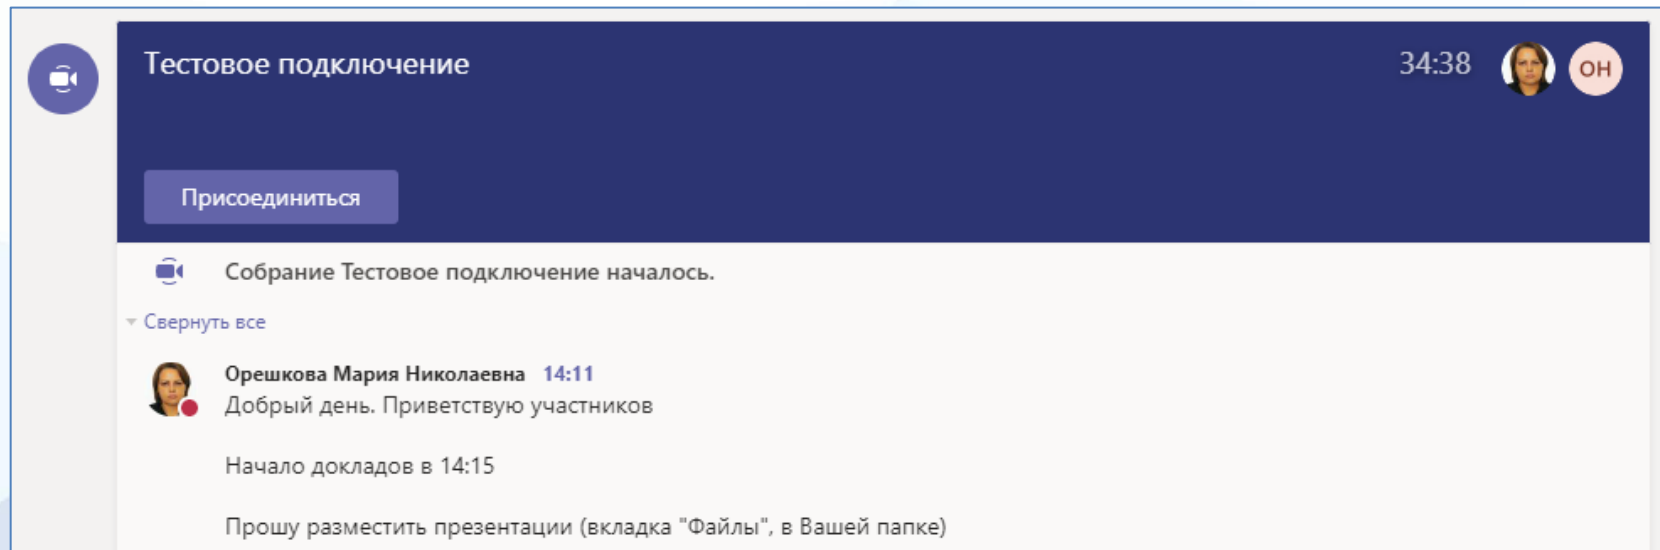 Тестовое подключение
34:38
ОН
Присоединиться
Собрание Тестовое подключение началось.
Свернуть все
Орешкова Мария Николаевна 14:11
Добрый день. Приветствую участников
Начало докладов в 14:15
Прошу разместить презентации (вкладка "Файлы", в Вашей папке)